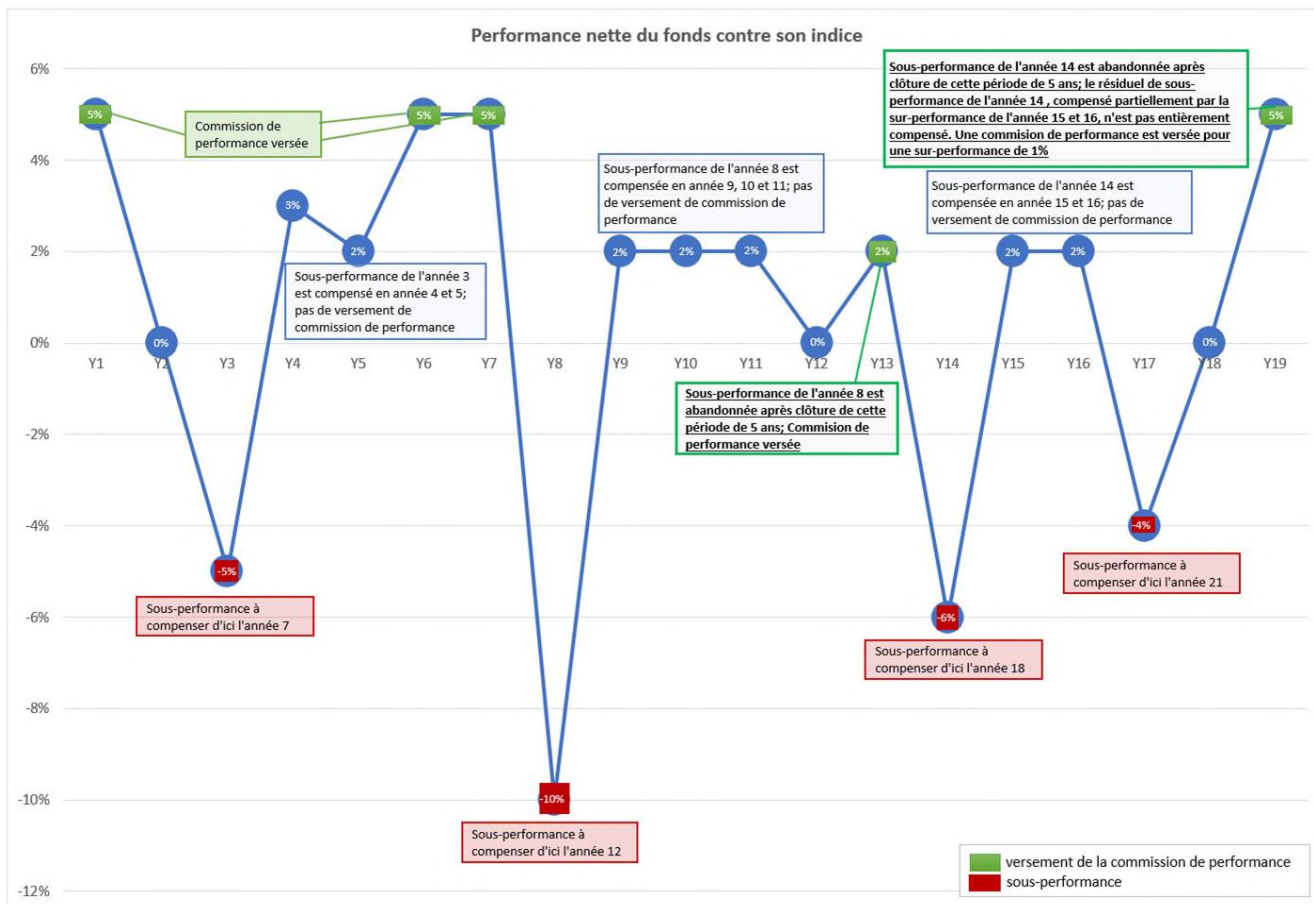 Performance nette du fonds contre son indice
6%
4%
2%
0%
-2%
-4%
-6%
-8%
-10%
-12%
Y1
Y2
Y3
Y4
Y5
Y6
Y7
Y8
Y9
Y10
Y11
Y12
Y13
Y14
Y15
Y16
Y17
Y18
Y19
5%
0%
-5%
3%
2%
5%
5%
-10%
2%
2%
2%
0%
2%
-6%
2%
2%
-4%
0%
5%
Commission de
performance versée
Sous-performance de l'année 3
est compensé en année 4 et 5;
pas de versement de
commission de performance
Sous-performance à
compenser d'ici l'année 7
Sous-performance de l'année 8 est
compensée en année 9, 10 et 11; pas
de versement de commission de
performance
Sous-performance à
compenser d'ici l'année 12
Sous-performance de l'année 8 est
abandonnée après clôture de cette
période de 5 ans; Commision de
performance versée
Sous-performance de l'année 14 est
compensée en année 15 et 16; pas de
versement de commission de performance
Sous-performance à
compenser d'ici l'année 18
Sous-performance à
compenser d'ici l'année 21
Sous-performance de l'année 14 est abandonnée après
clôture de cette période de 5 ans; le résiduel de sous-
performance de l'année 14 , compensé partiellement par la
sur-performance de l'année 15 et 16, n'est pas entièrement
compensé. Une commision de performance est versée pour
une sur-performance de 1%
versement de la commission de performance
sous-performance